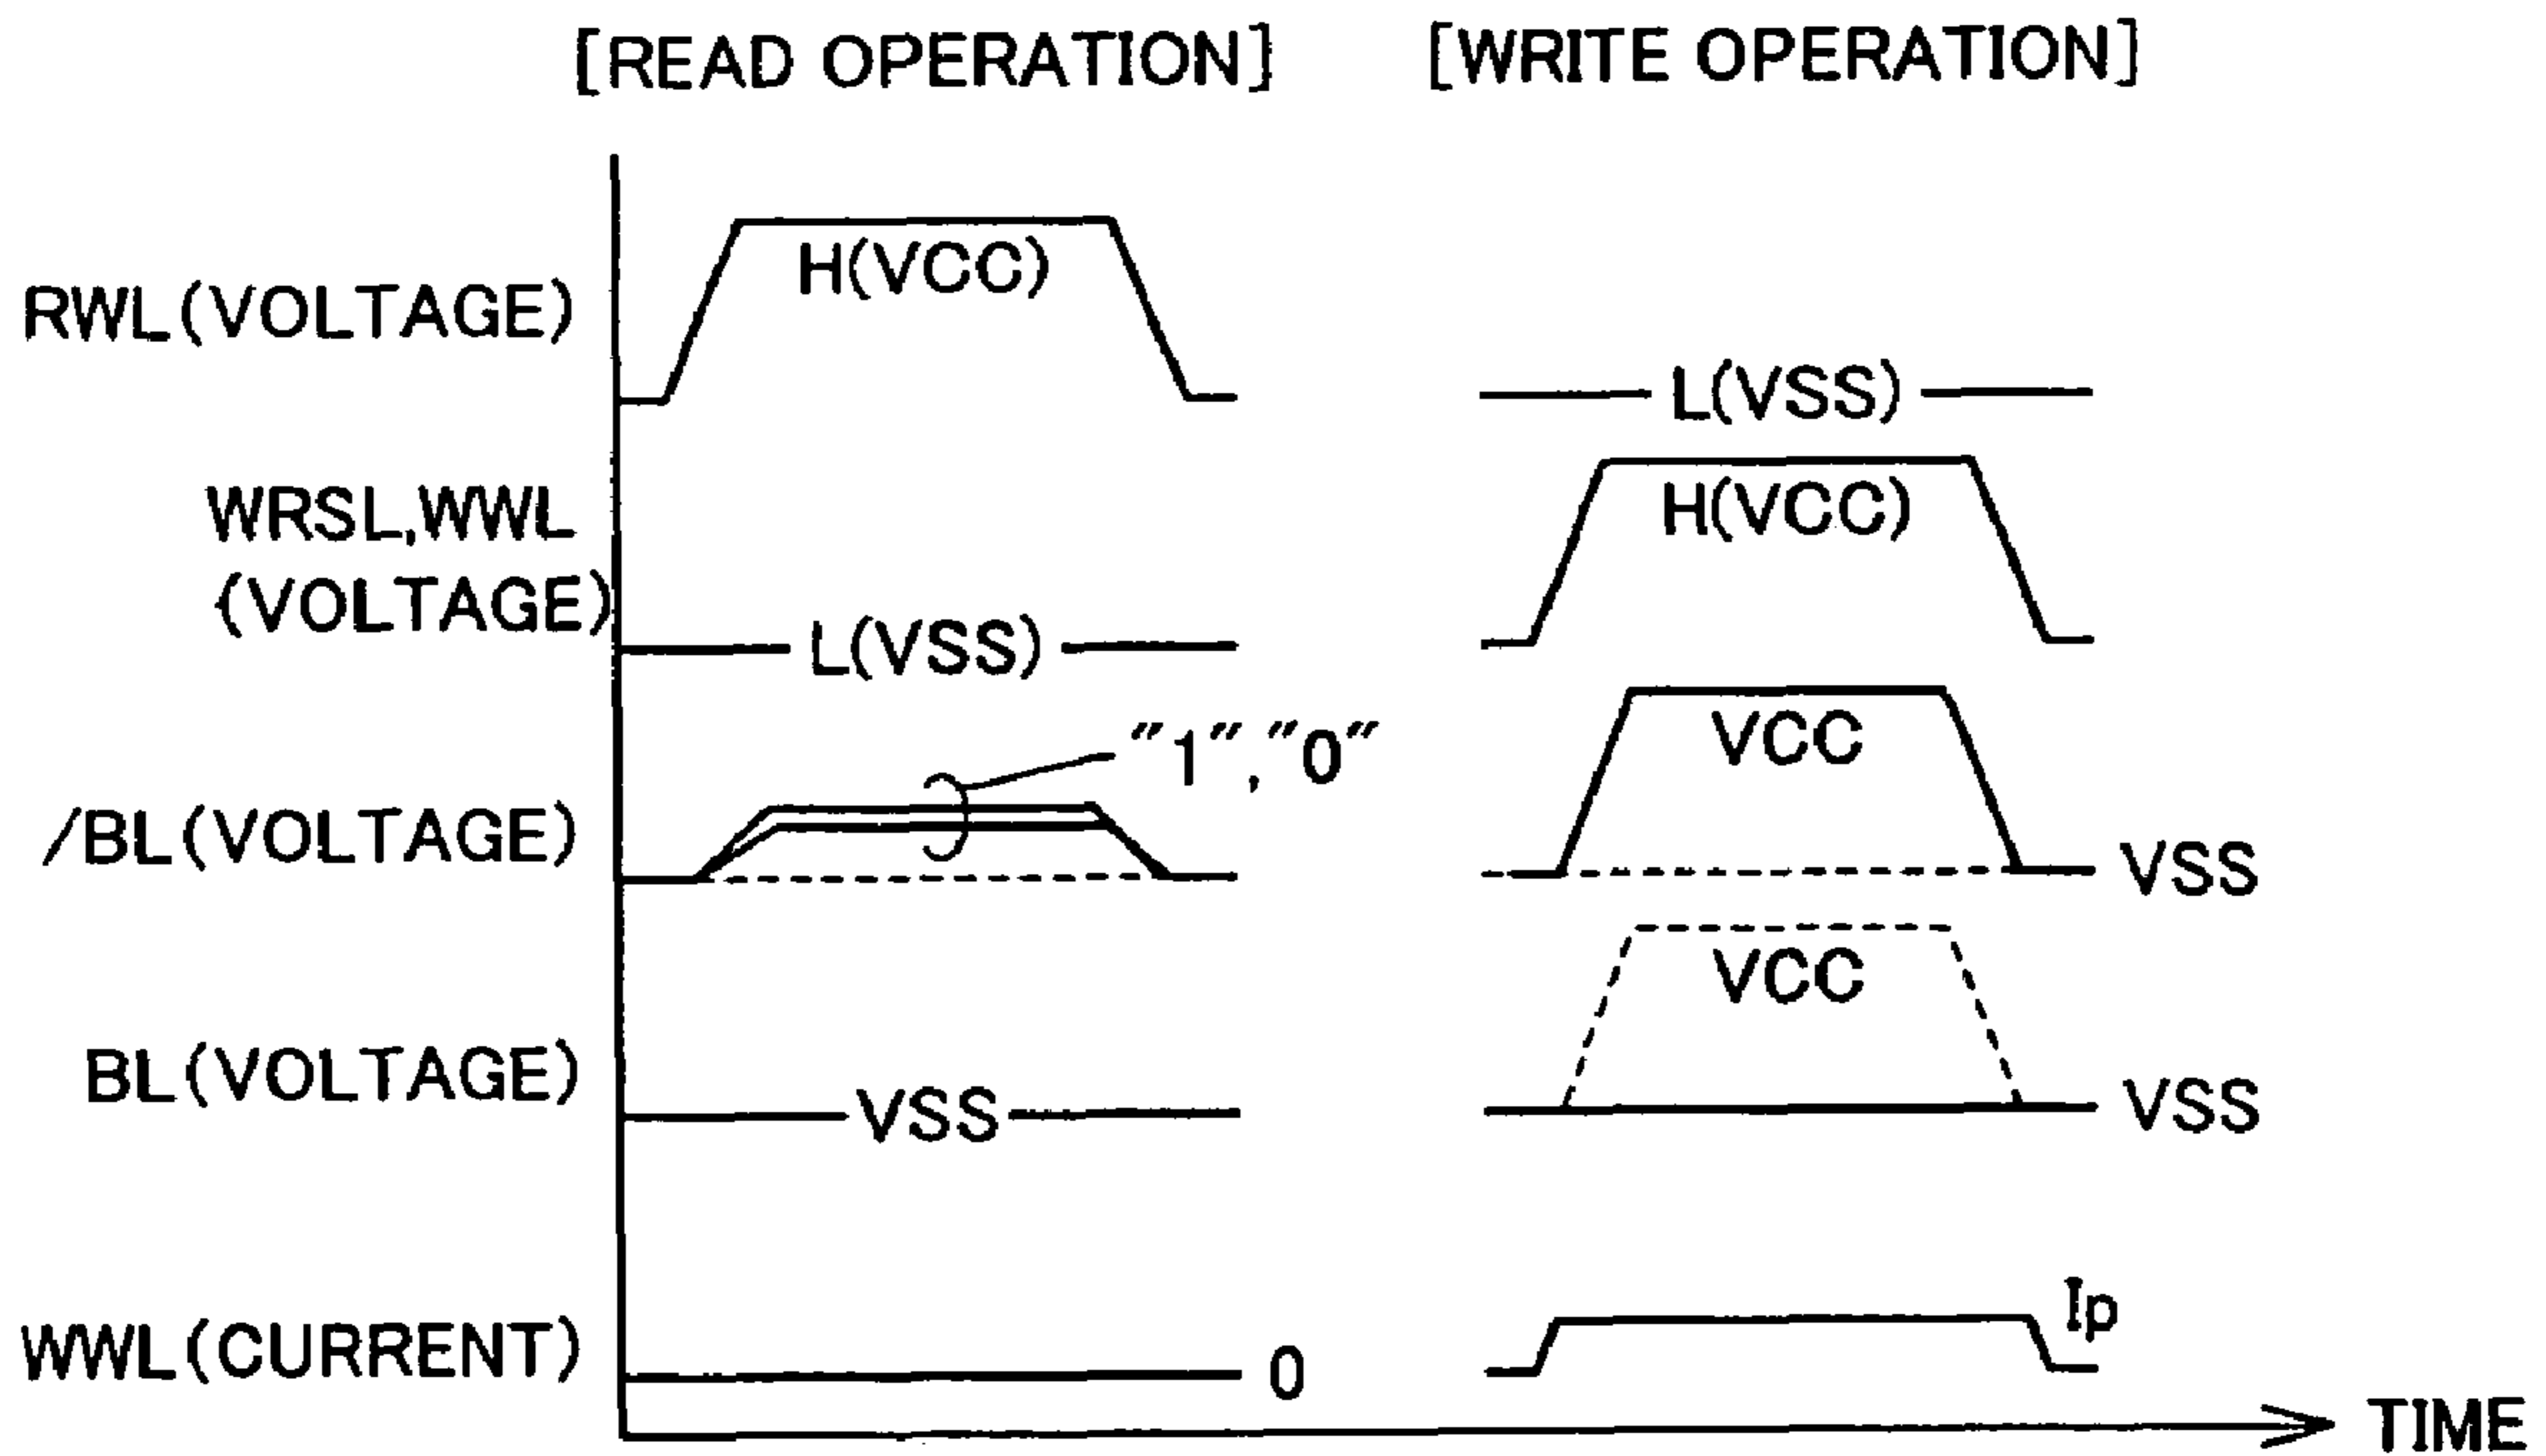 [READ OPERATION] [WRITE OPERATION]
RWL(VOLTAGE)
H(VCC)
L(VSS)
WRSL,WWL
(VOLTAGE)
L(VSS)
H(VCC)
/BL(VOLTAGE)
"1","0"
VCC
VSS
BL(VOLTAGE)
VSS
VCC
VSS
WWL(CURRENT)
0
Ip
TIME